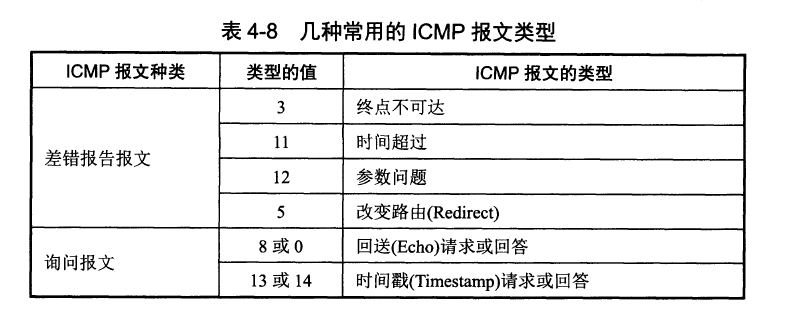 表 4-8 几种常用的 ICMP 报文类型
ICMP 报文种类 类型的值 ICMP 报文的类型
差错报告报文 3 终点不可达
11 时间超过
12 参数问题
5 改变路由(Redirect)
询问报文 8 或 0 回送(Echo)请求或回答
13 或 14 时间戳(Timestamp)请求或回答